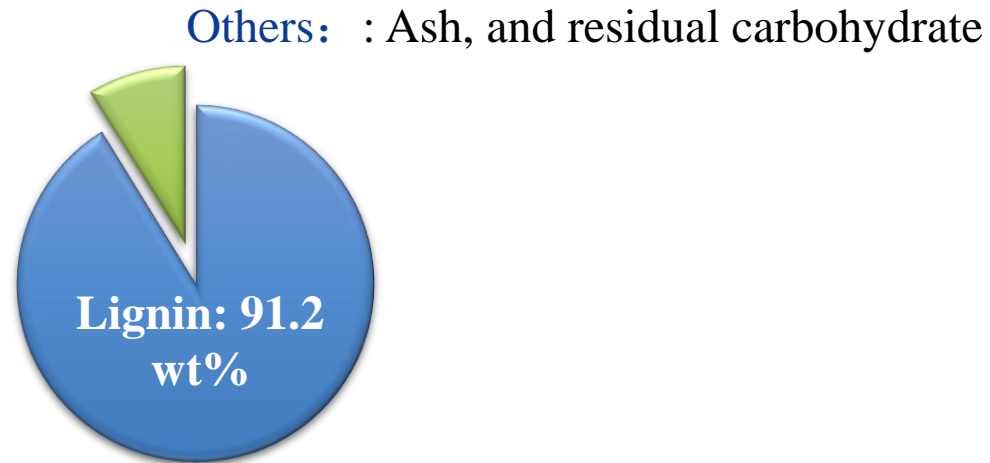 Others： : Ash, and residual carbohydrate
Lignin: 91.2
wt%